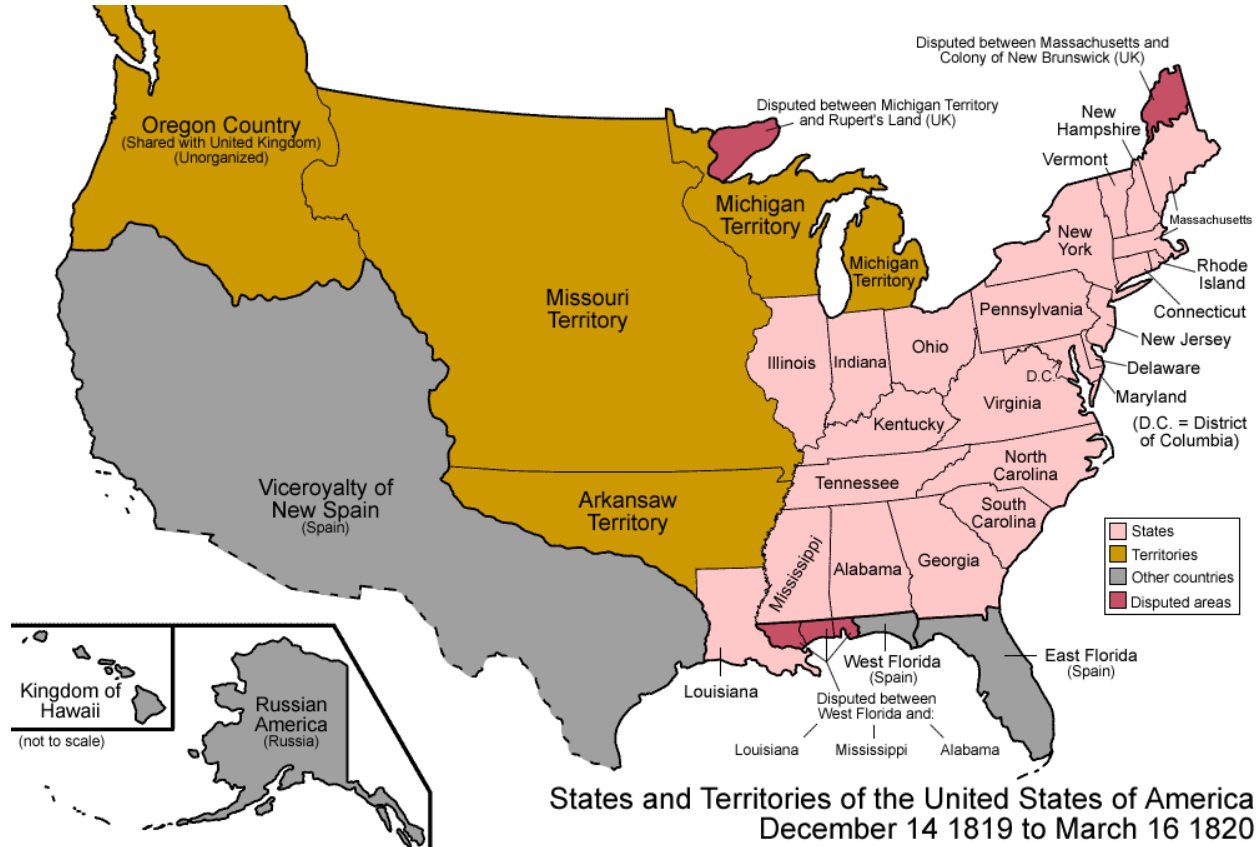 Disputed between Massachusetts and
Colony of New Brunswick (UK)
Disputed between Michigan Territory
and Rupert's Land (UK)
New
Hampshire
Vermont
Oregon Country
(Shared with United Kingdom)
(Unorganized)
Michigan
Territory
Massachusetts
New
York
Michigan
Territory
Rhode
Island
Missouri
Territory
Pennsylvania
Connecticut
New Jersey
Illinois
Indiana
Ohio
D.C.
Delaware
Maryland
Virginia
Kentucky
(D.C. = District
of Columbia)
North
Carolina
Tennessee
Viceroyalty of
New Spain
(Spain)
Arkansaw
Territory
South
Carolina
States
Territories
Other countries
Disputed areas
Mississippi
Alabama
Georgia
West Florida
(Spain)
East Florida
(Spain)
Louisiana
Disputed between
West Florida and:
Louisiana
Mississippi
Alabama
Kingdom of
Hawaii
(not to scale)
Russian
America
(Russia)
States and Territories of the United States of America
December 14 1819 to March 16 1820